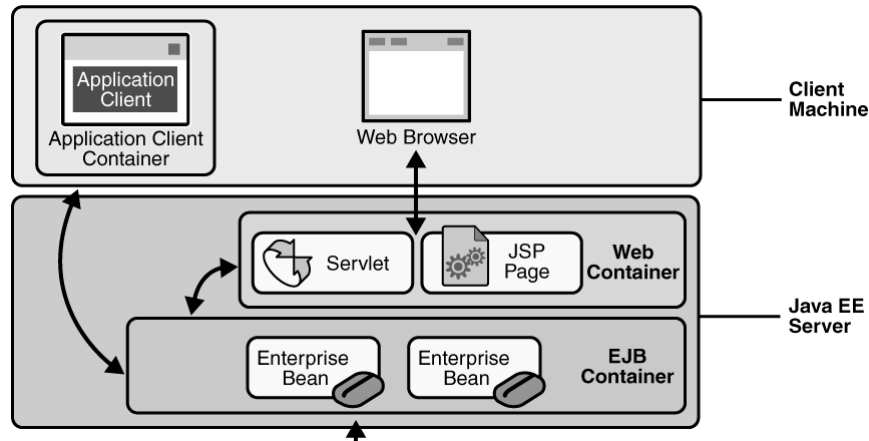 Application
Client
Application Client
Container
Web Browser
Client
Machine
Servlet
JSP
Page
Web
Container
Java EE
Server
Enterprise
Bean
Enterprise
Bean
EJB
Container